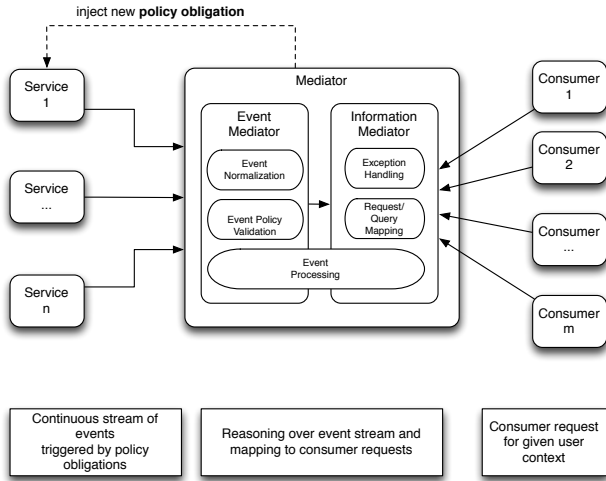 inject new policy obligation
Service
1
Service
...
Service
n
Mediator
Event
Mediator
Event
Normalization
Event Policy
Validation
Information
Mediator
Exception
Handling
Request/
Query
Mapping
Event
Processing
Consumer
1
Consumer
2
Consumer
...
Consumer
m
Continuous stream of
events
triggered by policy
obligations
Reasoning over event stream and
mapping to consumer requests
Consumer request
for given user
context